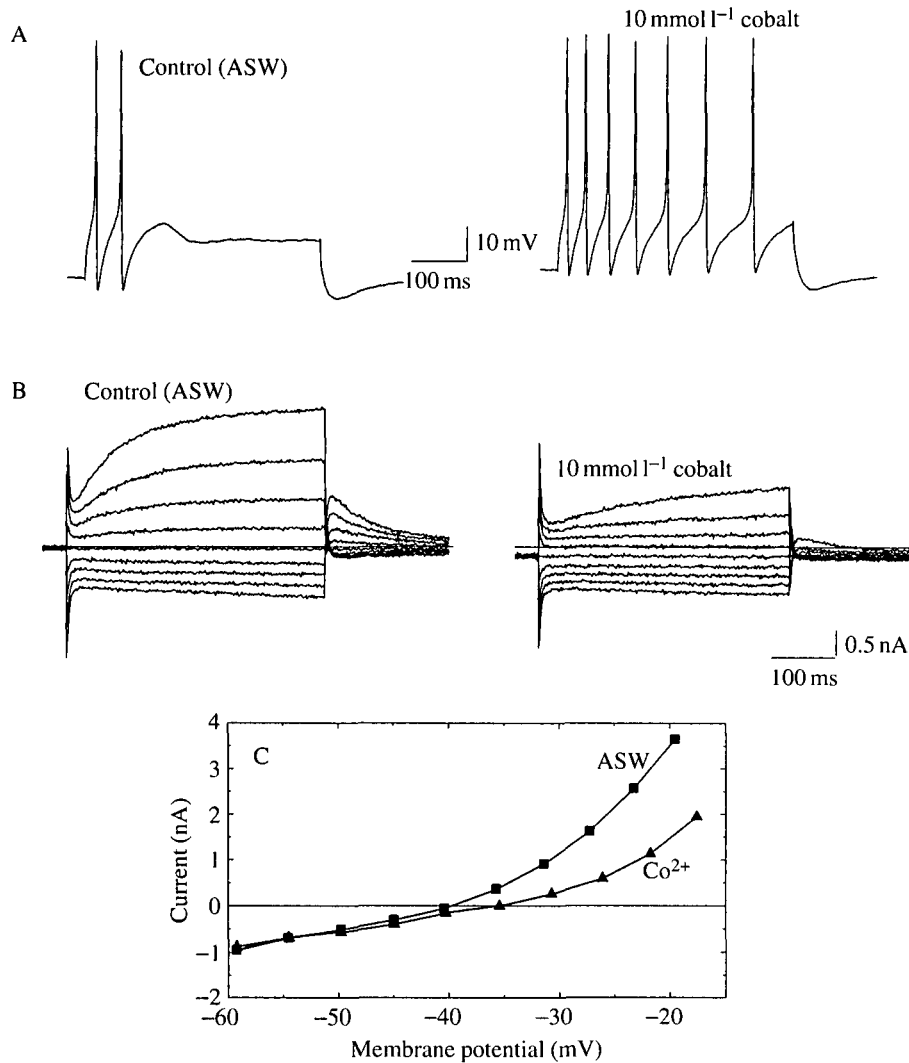 A
Control (ASW)
10 mmol l⁻¹ cobalt
10 mV
100 ms
B
Control (ASW)
10 mmol l⁻¹ cobalt
0.5 nA
100 ms
C
ASW
Co²⁺
4
3
2
1
0
−1
−2
Current (nA)
−60 −50 −40 −30 −20
Membrane potential (mV)